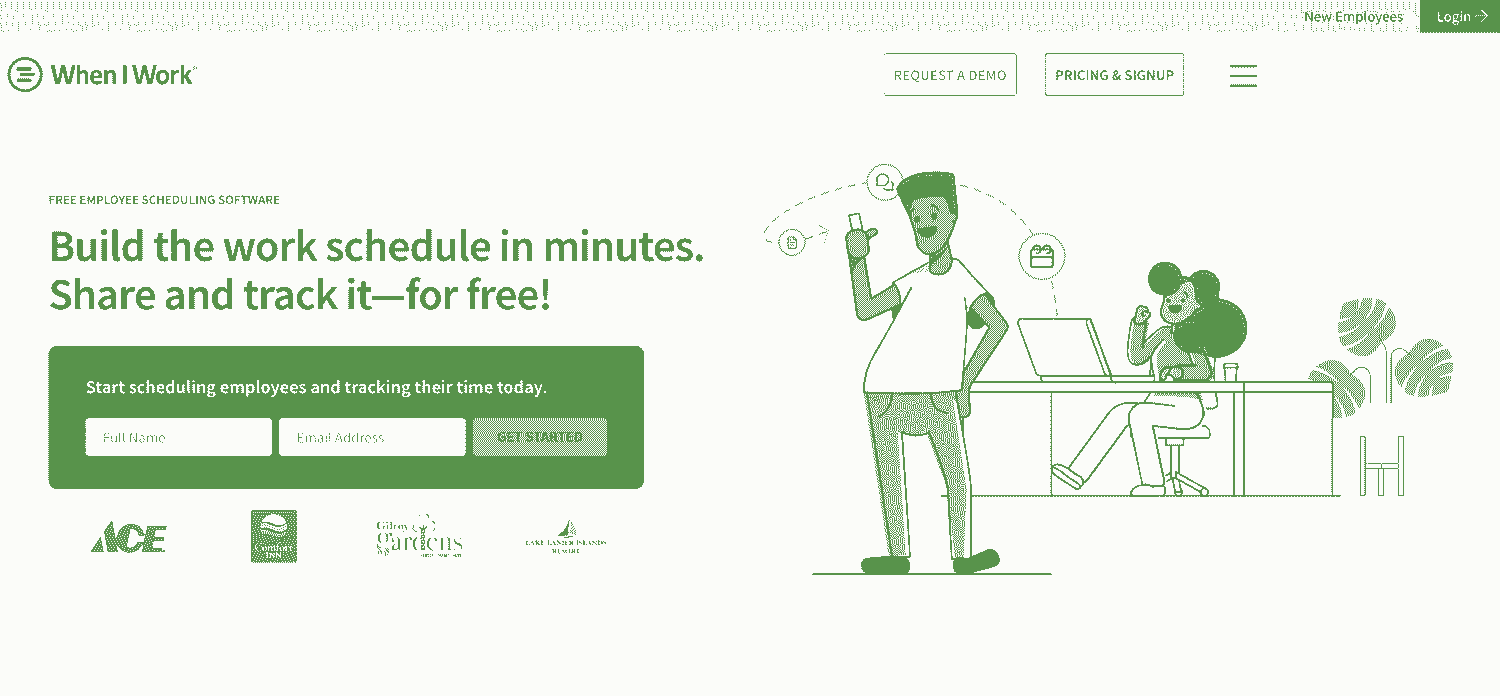 New Employees
Login
When I Work
REQUEST A DEMO
PRICING & SIGNUP
FREE EMPLOYEE SCHEDULING SOFTWARE
Build the work schedule in minutes.
Share and track it—for free!
Start scheduling employees and tracking their time today.
Full Name
Email Address
GET STARTED
ACE
Comfort
INN
Gilroy
Gardens
LAKE LANIER ISLANDS